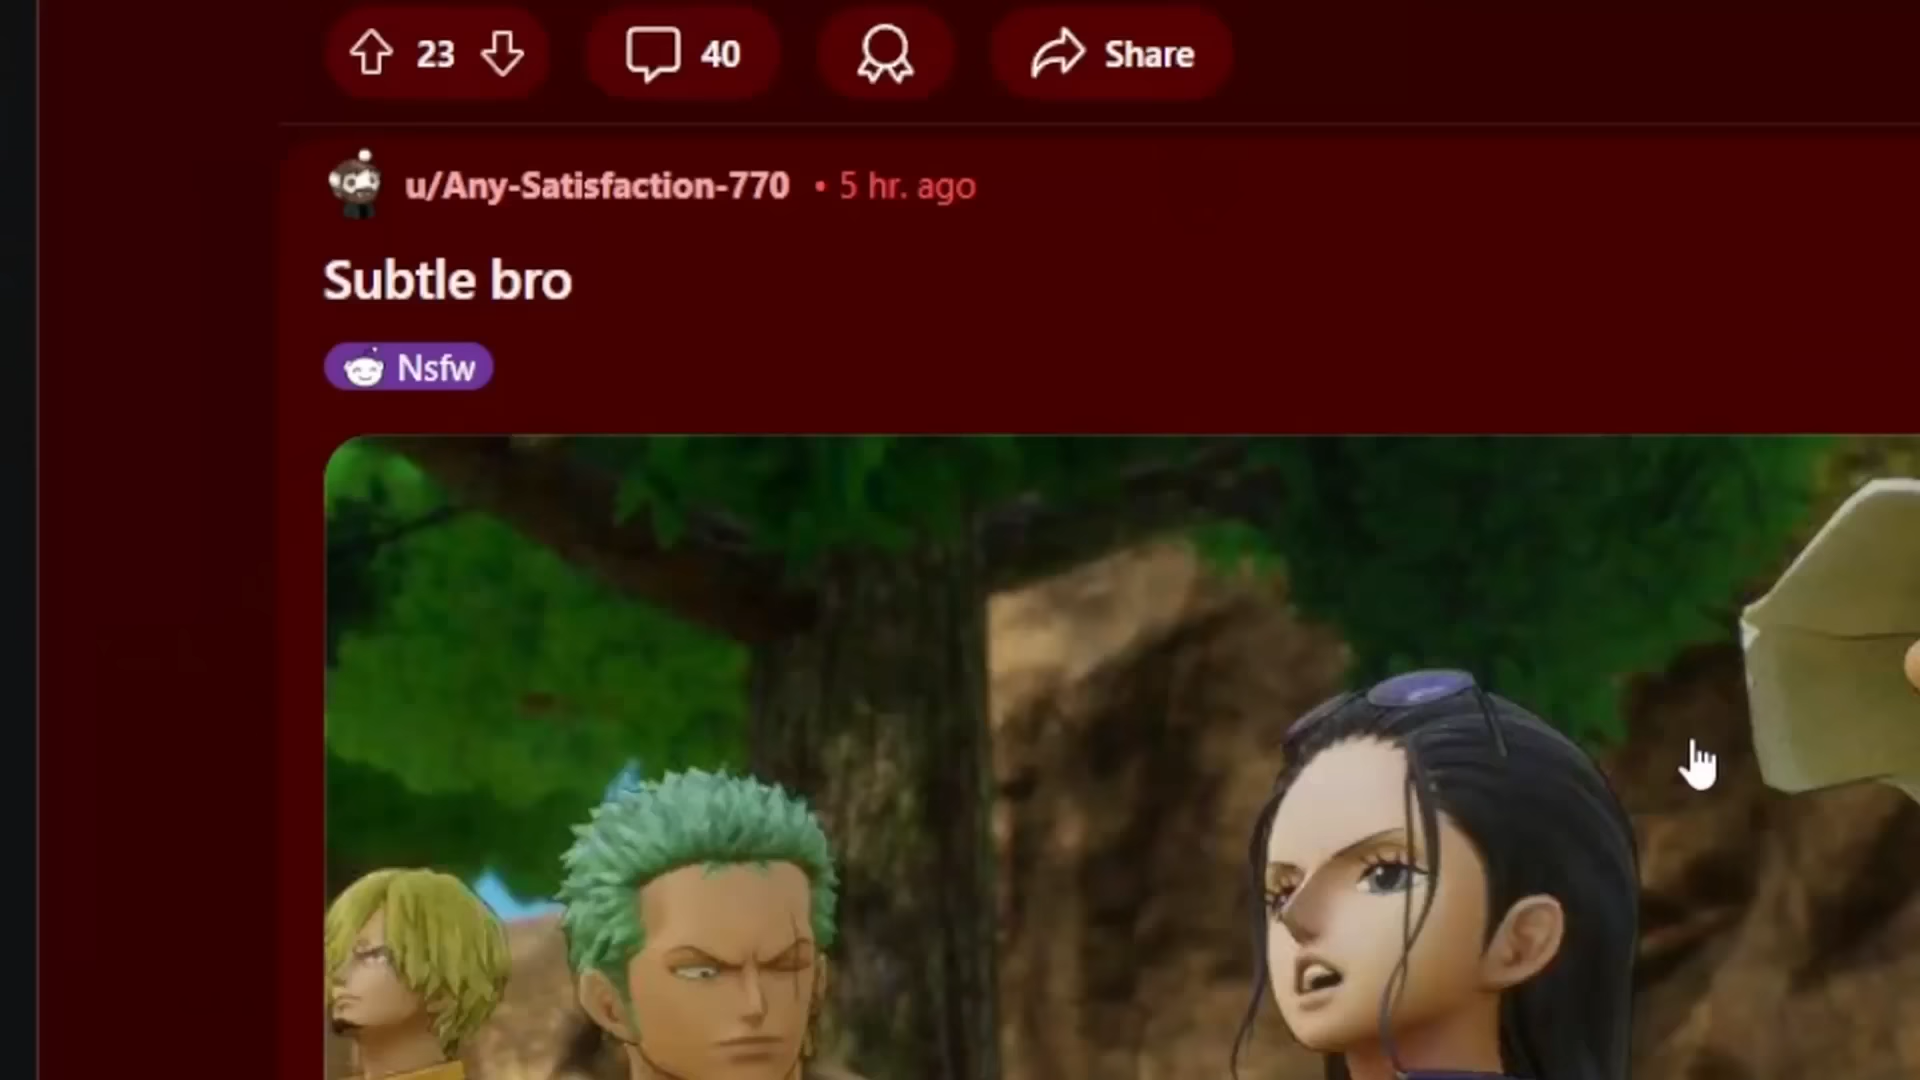 23
40
Share
u/Any-Satisfaction-770 • 5 hr. ago
Subtle bro
Nsfw